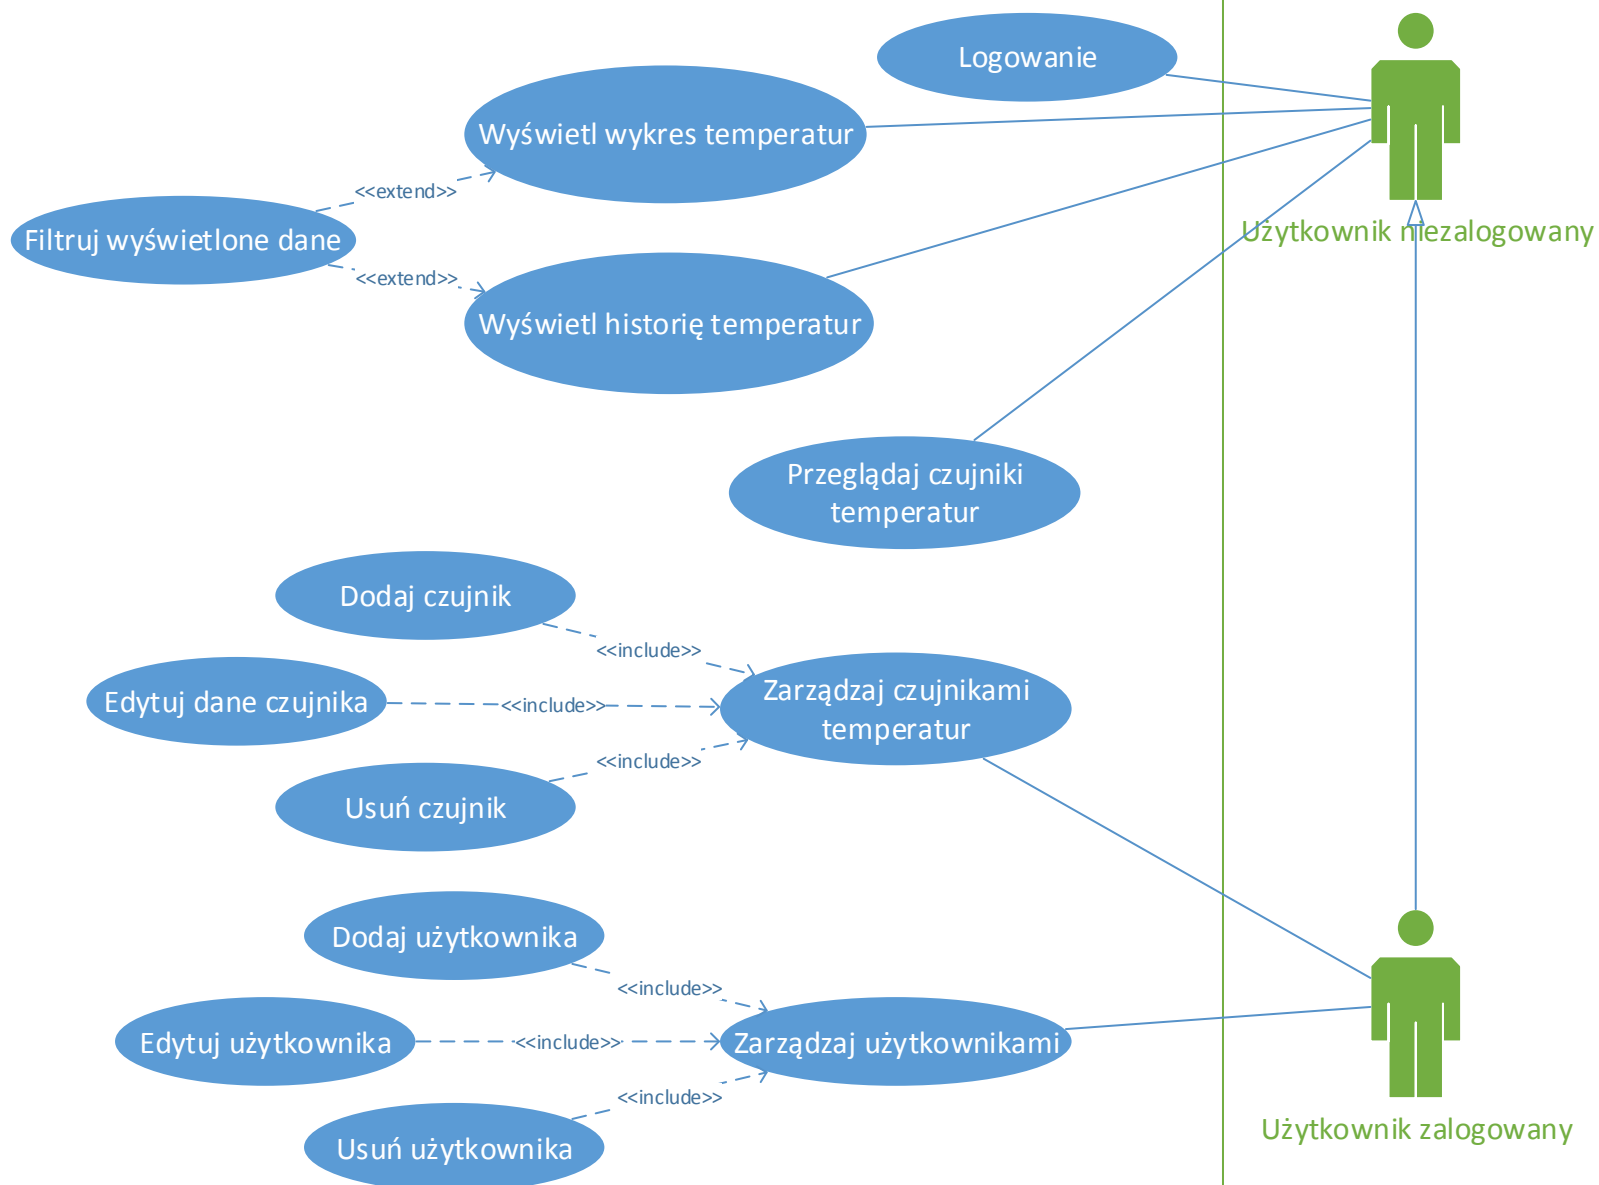 Logowanie
Wyświetl wykres temperatur
<<extend>>
Filtruj wyświetlone dane
Użytkownik niezalogowany
<<extend>>
Wyświetl historię temperatur
Przeglądaj czujniki
temperatur
Dodaj czujnik
<<include>>
Edytuj dane czujnika
<<include>>
Zarządzaj czujnikami
temperatur
<<include>>
Usuń czujnik
Dodaj użytkownika
<<include>>
Edytuj użytkownika
<<include>>
Zarządzaj użytkownikami
<<include>>
Usuń użytkownika
Użytkownik zalogowany